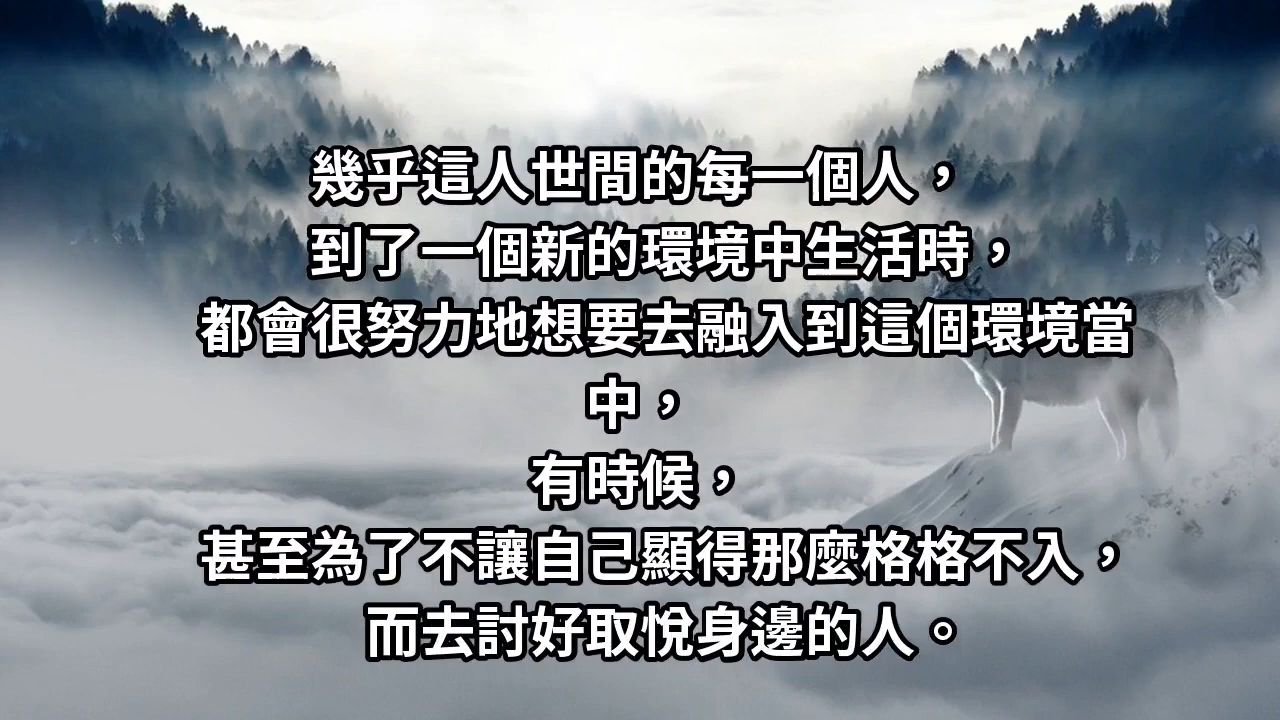 幾乎這人世間的每一個人，
到了一個新的環境中生活時，
都會很努力地想要去融入到這個環境當
中，
有時候，
甚至為了不讓自己顯得那麼格格不入，
而去討好取悅身邊的人。